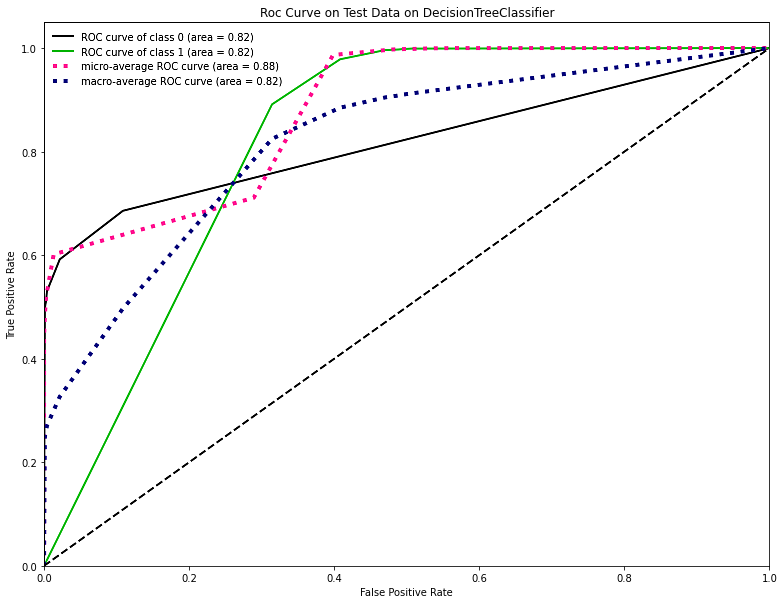 Roc Curve on Test Data on DecisionTreeClassifier
ROC curve of class 0 (area = 0.82)
ROC curve of class 1 (area = 0.82)
micro-average ROC curve (area = 0.88)
macro-average ROC curve (area = 0.82)
1.0
0.8
0.6
0.4
0.2
0.0
True Positive Rate
0.0 0.2 0.4 0.6 0.8 1.0
False Positive Rate